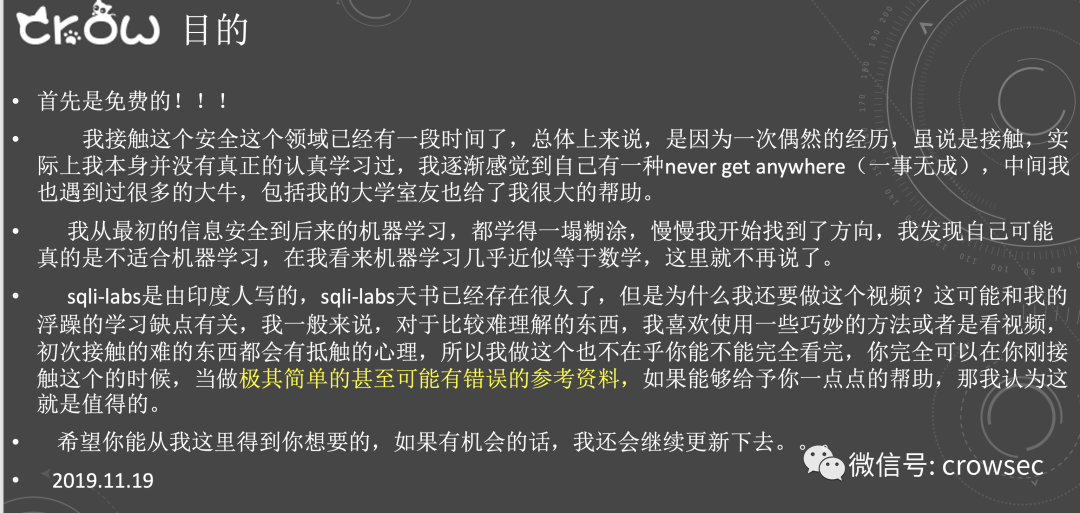 crow 目的
• 首先是免费的！！！
• 我接触这个安全这个领域已经有一段时间了，总体上来说，是因为一次偶然的经历，虽说是接触，实
际上我本身并没有真正的认真学习过，我逐渐感觉到自己有一种never get anywhere（一事无成），中间我
也遇到过很多的大牛，包括我的大学室友也给了我很大的帮助。
• 我从最初的信息安全到后来的机器学习，都学得一塌糊涂，慢慢我开始找到了方向，我发现自己可能
真的是不适合机器学习，在我看来机器学习几乎近似等于数学，这里就不再说了。
• sqli-labs是由印度人写的，sqli-labs天书已经存在很久了，但是为什么我还要做这个视频？这可能和我的
浮躁的学习缺点有关，我一般来说，对于比较难理解的东西，我喜欢使用一些巧妙的方法或者是看视频，
初次接触的难的东西都会有抵触的心理，所以我做这个也不在乎你能不能完全看完，你完全可以在你刚接
触这个的时候，当做极其简单的甚至可能有错误的参考资料，如果能够给予你一点点的帮助，那我认为这
就是值得的。
• 希望你能从我这里得到你想要的，如果有机会的话，我还会继续更新下去。。。
微信号: crowsec
• 2019.11.19